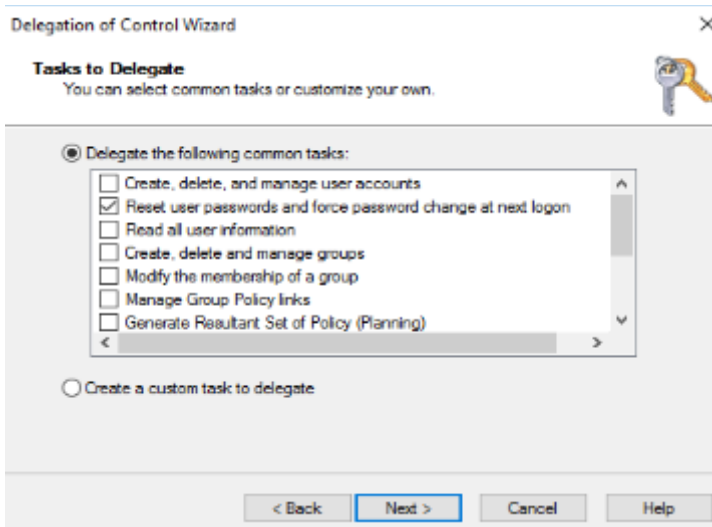 Delegation of Control Wizard
Tasks to Delegate
You can select common tasks or customize your own.
Delegate the following common tasks:
Create, delete, and manage user accounts
Reset user passwords and force password change at next logon
Read all user information
Create, delete and manage groups
Modify the membership of a group
Manage Group Policy links
Generate Resultant Set of Policy (Planning)
Create a custom task to delegate
< Back Next > Cancel Help